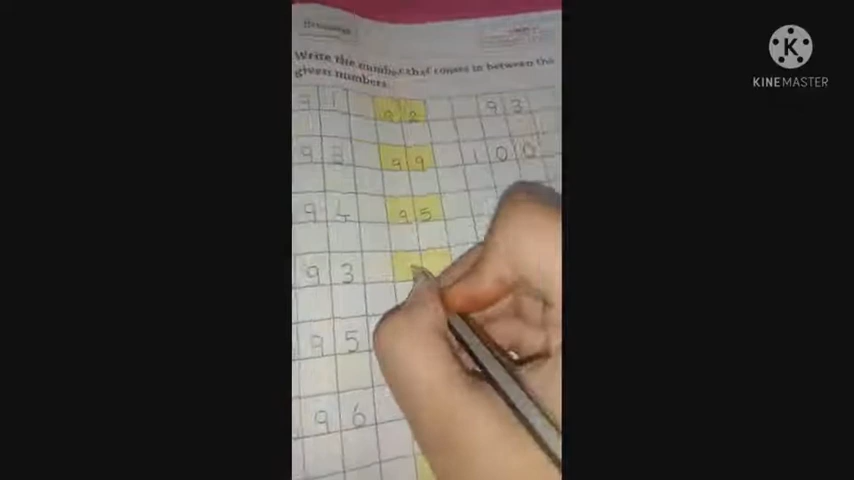 K
KINEMASTER
Write the number that comes in between the
given numbers.
91 92 93
98 99 100
94 95
93
95
96